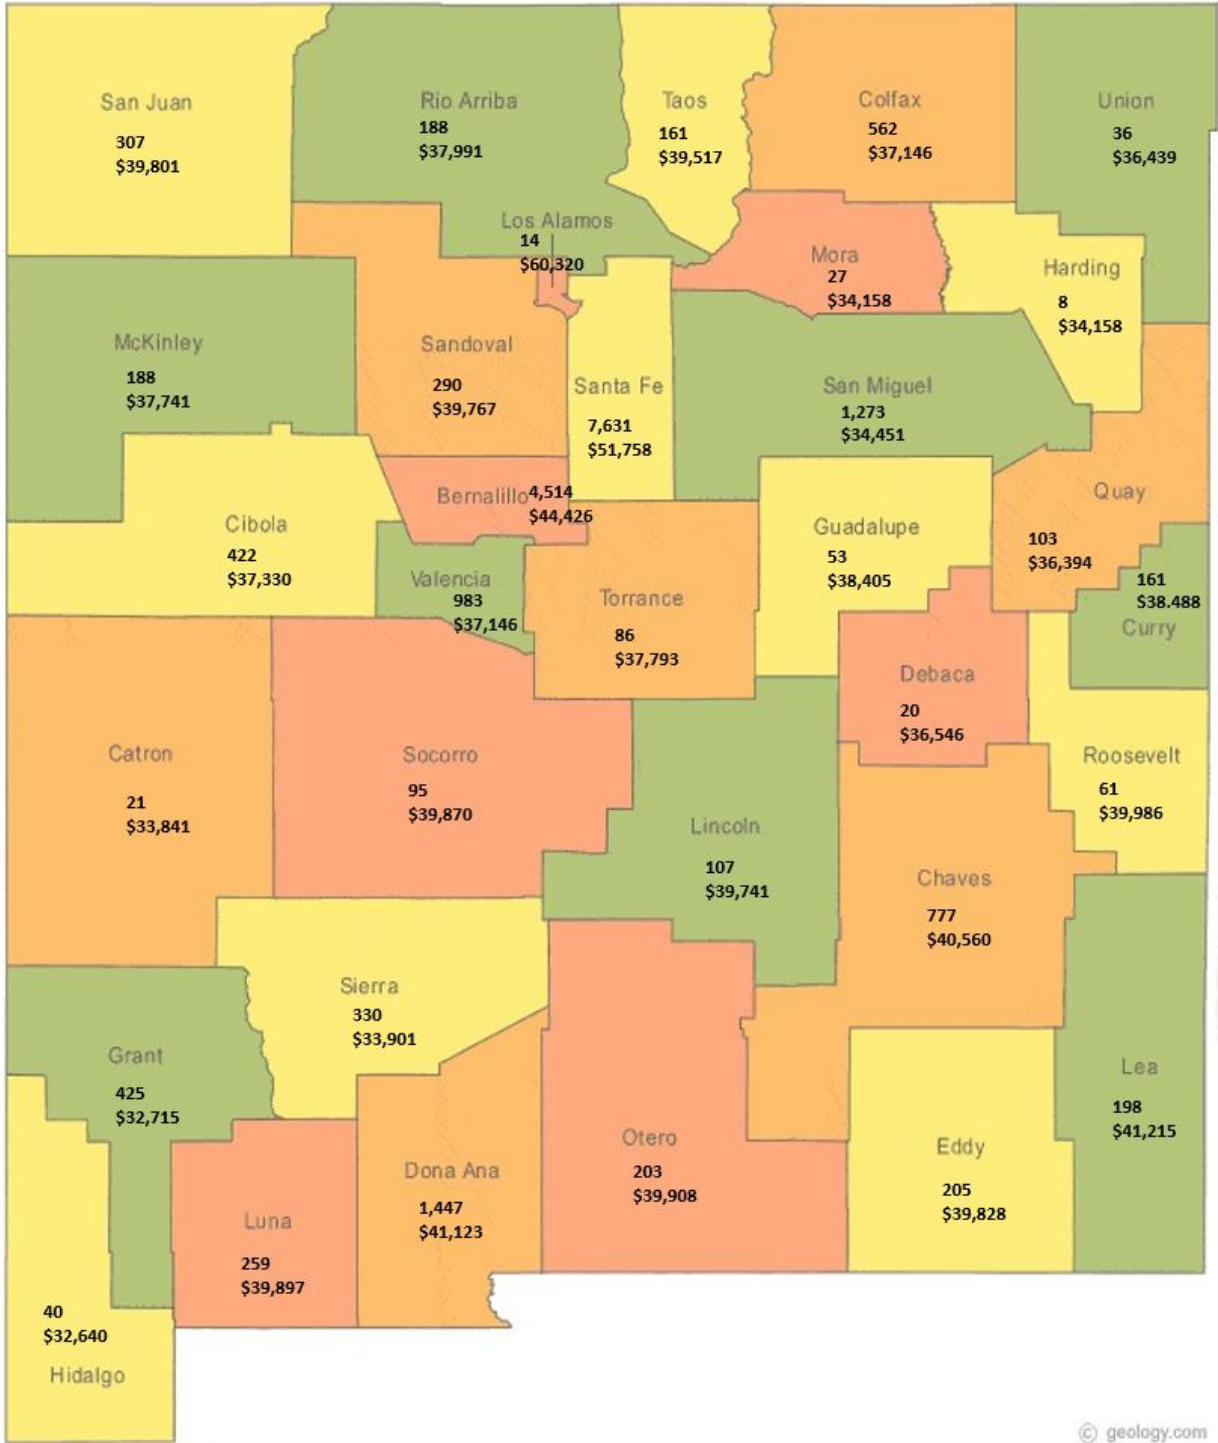 San Juan
307
$39,801
Rio Arriba
188
$37,991
Taos
161
$39,517
Colfax
562
$37,146
Union
36
$36,439
Los Alamos
14
$60,320
Mora
27
$34,158
Harding
8
$34,158
McKinley
188
$37,741
Sandoval
290
$39,767
Santa Fe
7,631
$51,758
San Miguel
1,273
$34,451
Quay
103
$36,394
Bernalillo
4,514
$44,426
Cibola
422
$37,330
Guadalupe
53
$38,405
Valencia
983
$37,146
Torrance
86
$37,793
161
$38.488
Curry
Debaca
20
$36,546
Catron
21
$33,841
Socorro
95
$39,870
Roosevelt
61
$39,986
Lincoln
107
$39,741
Chaves
777
$40,560
Sierra
330
$33,901
Grant
425
$32,715
Lea
198
$41,215
Otero
203
$39,908
Eddy
205
$39,828
Dona Ana
1,447
$41,123
Luna
259
$39,897
40
$32,640
Hidalgo
© geology.com